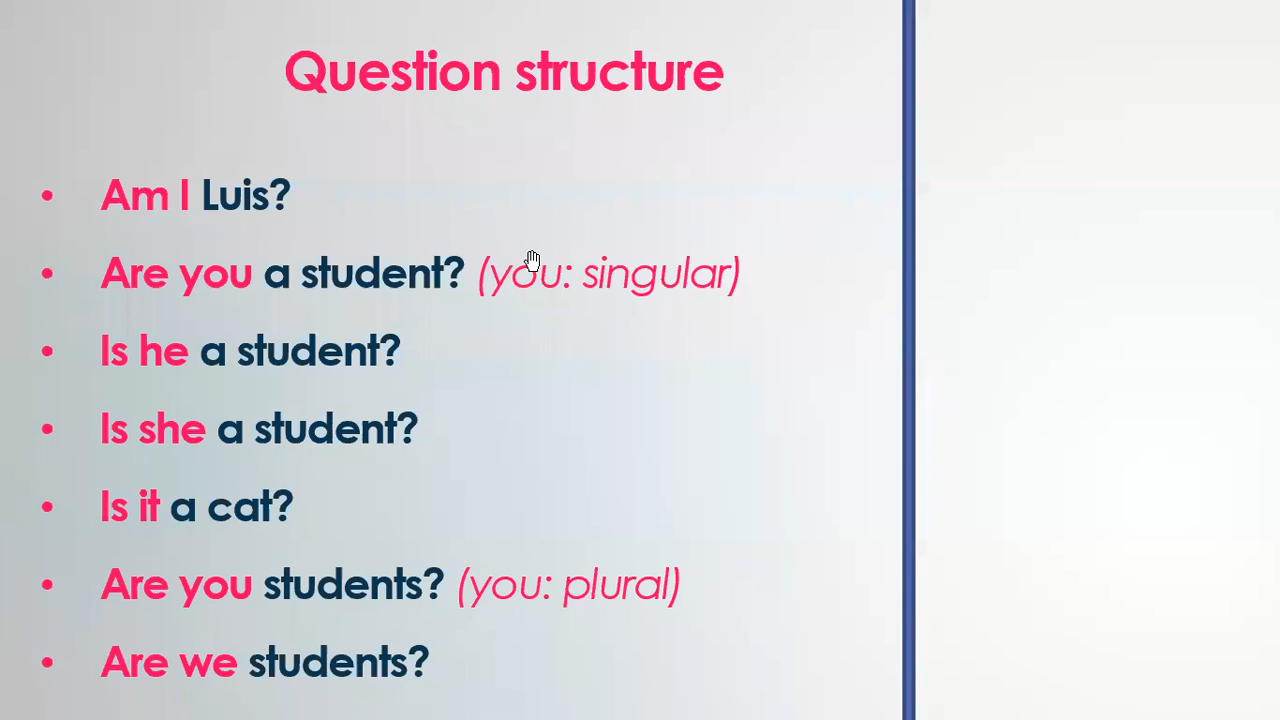 Question structure
• Am I Luis?
• Are you a student? (you: singular)
• Is he a student?
• Is she a student?
• Is it a cat?
• Are you students? (you: plural)
• Are we students?